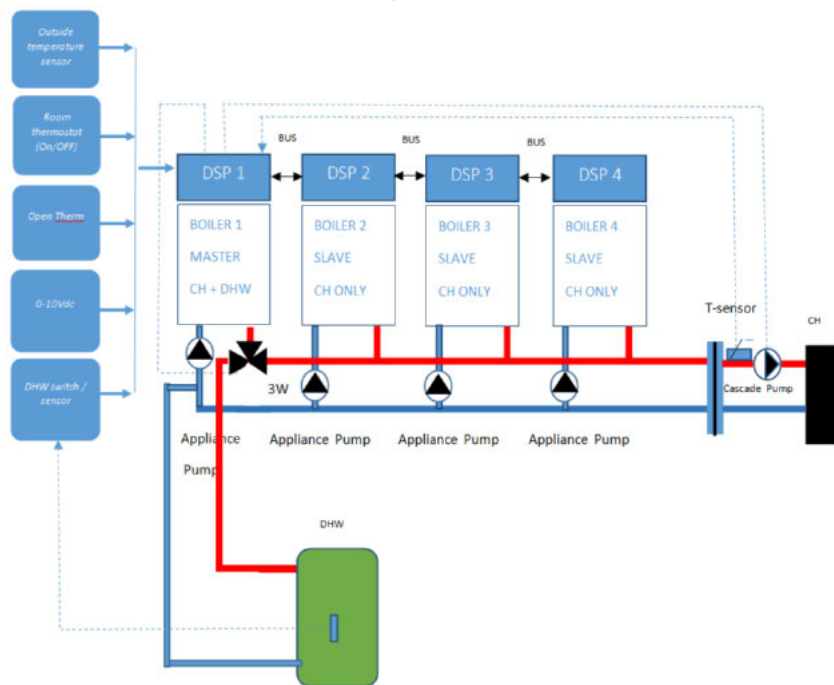 Outside
temperature
sensor
Room
thermostat
(On/OFF)
Open Therm
0-10Vdc
DHW switch /
sensor
BUS
BUS
BUS
DSP 1
DSP 2
DSP 3
DSP 4
BOILER 1
MASTER
CH + DHW
BOILER 2
SLAVE
CH ONLY
BOILER 3
SLAVE
CH ONLY
BOILER 4
SLAVE
CH ONLY
T-sensor
CH
3W
Cascade Pump
Appliance
Pump
Appliance Pump
Appliance Pump
Appliance Pump
DHW